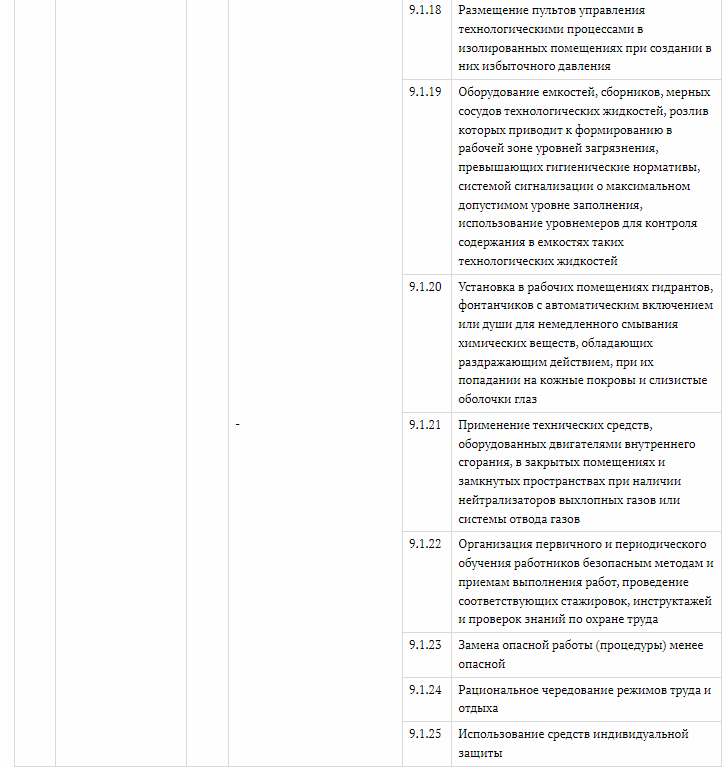 9.1.18 Размещение пультов управления
технологическими процессами в
изолированных помещениях при создании в
них избыточного давления
9.1.19 Оборудование емкостей, сборников, мерных
сосудов технологических жидкостей, розлив
которых приводит к формированию в
рабочей зоне уровней загрязнения,
превышающих гигиенические нормативы,
системой сигнализации о максимальном
допустимом уровне заполнения,
использование уровнемеров для контроля
содержания в емкостях таких
технологических жидкостей
9.1.20 Установка в рабочих помещениях гидрантов,
фонтанчиков с автоматическим включением
или души для немедленного смывания
химических веществ, обладающих
раздражающим действием, при их
попадании на кожные покровы и слизистые
оболочки глаз
-
9.1.21 Применение технических средств,
оборудованных двигателями внутреннего
сгорания, в закрытых помещениях и
замкнутых пространствах при наличии
нейтрализаторов выхлопных газов или
системы отвода газов
9.1.22 Организация первичного и периодического
обучения работников безопасным методам и
приемам выполнения работ, проведение
соответствующих стажировок, инструктажей
и проверок знаний по охране труда
9.1.23 Замена опасной работы (процедуры) менее
опасной
9.1.24 Рациональное чередование режимов труда и
отдыха
9.1.25 Использование средств индивидуальной
защиты